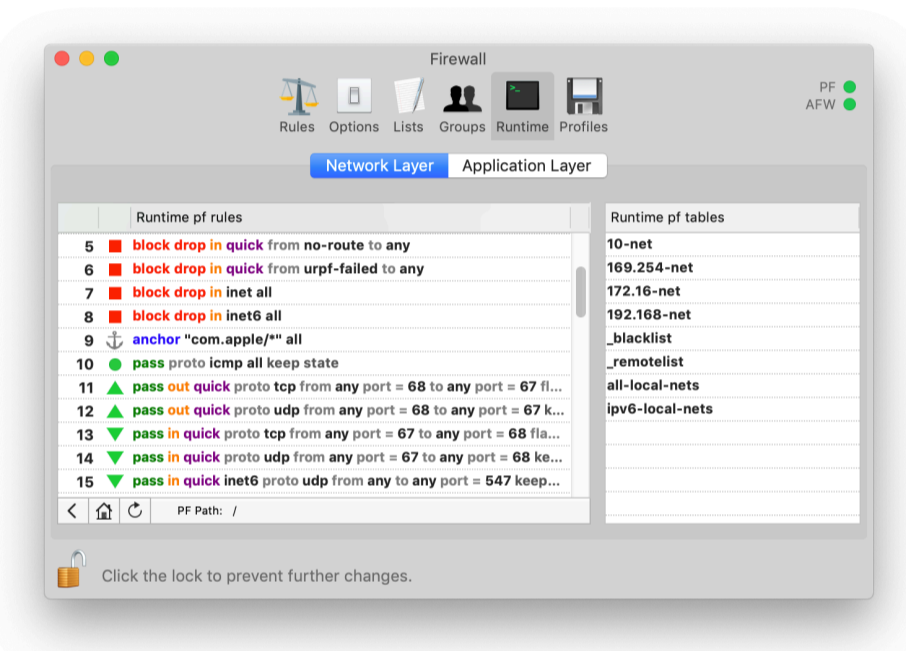 Firewall
Rules Options Lists Groups Runtime Profiles
PF
AFW
Network Layer Application Layer
Runtime pf rules
5 block drop in quick from no-route to any
6 block drop in quick from urpf-failed to any
7 block drop in inet all
8 block drop in inet6 all
9 anchor "com.apple/*" all
10 pass proto icmp all keep state
11 pass out quick proto tcp from any port = 68 to any port = 67 fl...
12 pass out quick proto udp from any port = 68 to any port = 67 k...
13 pass in quick proto tcp from any port = 67 to any port = 68 fla...
14 pass in quick proto udp from any port = 67 to any port = 68 ke...
15 pass in quick inet6 proto udp from any to any port = 547 keep...
PF Path: /
Runtime pf tables
10-net
169.254-net
172.16-net
192.168-net
_blacklist
_remotelist
all-local-nets
ipv6-local-nets
Click the lock to prevent further changes.